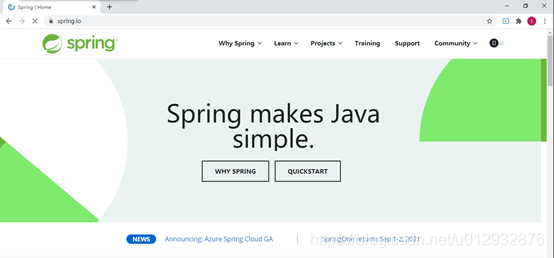 Spring | Home
spring.io
spring
Why Spring Learn Projects Training Support Community
Spring makes Java
simple.
WHY SPRING QUICKSTART
NEWS Announcing: Azure Spring Cloud GA SpringOne returns Sep 1-2, 2021
https://blog.csdn.net/u012932876